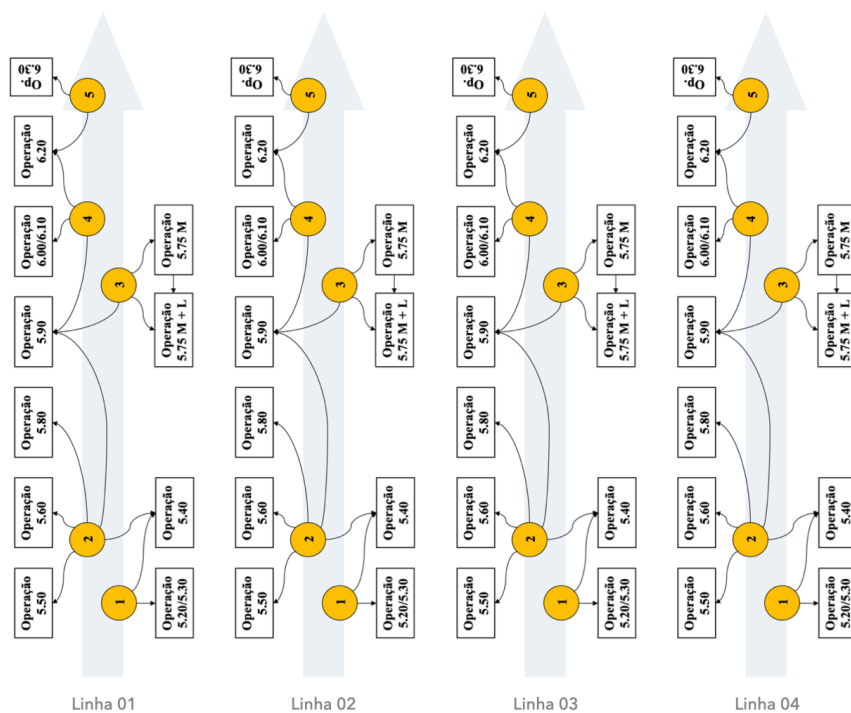 Op.
6.30
5
Operação
6.20
4
Operação
6.00/6.10
Operação
5.75 M
3
Operação
5.75 M + L
Operação
5.90
Operação
5.80
Operação
5.60
2
Operação
5.40
Operação
5.50
1
Operação
5.20/5.30
Linha 01
Op.
6.30
5
Operação
6.20
4
Operação
6.00/6.10
Operação
5.75 M
3
Operação
5.75 M + L
Operação
5.90
Operação
5.80
Operação
5.60
2
Operação
5.40
Operação
5.50
1
Operação
5.20/5.30
Linha 02
Op.
6.30
5
Operação
6.20
4
Operação
6.00/6.10
Operação
5.75 M
3
Operação
5.75 M + L
Operação
5.90
Operação
5.80
Operação
5.60
2
Operação
5.40
Operação
5.50
1
Operação
5.20/5.30
Linha 03
Op.
6.30
5
Operação
6.20
4
Operação
6.00/6.10
Operação
5.75 M
3
Operação
5.75 M + L
Operação
5.90
Operação
5.80
Operação
5.60
2
Operação
5.40
Operação
5.50
1
Operação
5.20/5.30
Linha 04